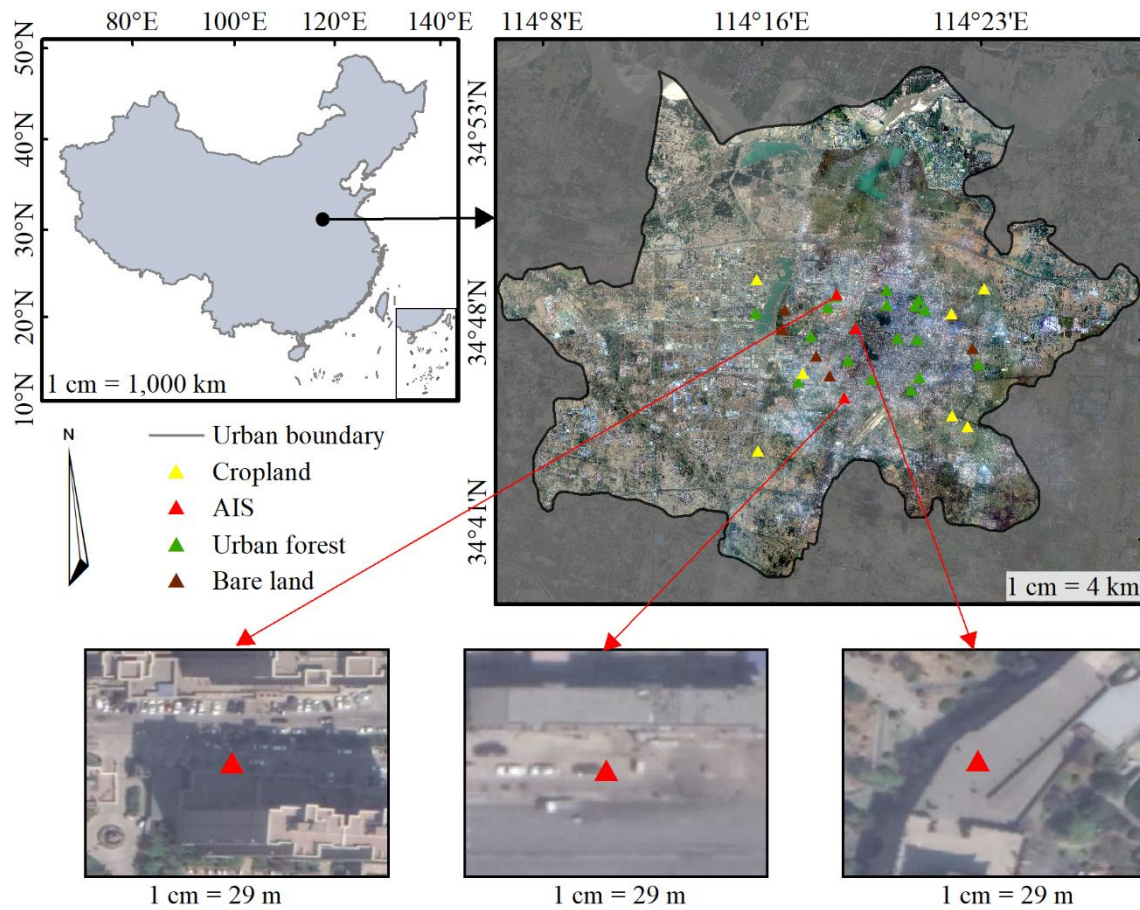 80°E 100°E 120°E 140°E
114°8'E 114°16'E 114°23'E
50°N
40°N
30°N
20°N
10°N
34°53'N
34°48'N
34°41'N
1 cm = 1,000 km
1 cm = 4 km
N
Urban boundary
Cropland
AIS
Urban forest
Bare land
1 cm = 29 m
1 cm = 29 m
1 cm = 29 m